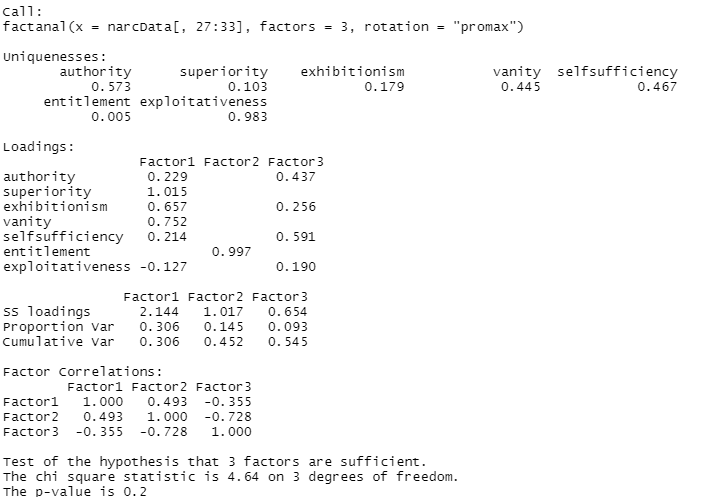 Call:
factanal(x = narcData[, 27:33], factors = 3, rotation = "promax")
Uniquenesses:
authority superiority exhibitionism vanity selfsufficiency
0.573 0.103 0.179 0.445 0.467
entitlement exploitativeness
0.005 0.983
Loadings:
Factor1 Factor2 Factor3
authority 0.229 0.437
superiority 1.015
exhibitionism 0.657 0.256
vanity 0.752
selfsufficiency 0.214 0.591
entitlement 0.997
exploitativeness -0.127 0.190
Factor1 Factor2 Factor3
SS loadings 2.144 1.017 0.654
Proportion Var 0.306 0.145 0.093
Cumulative Var 0.306 0.452 0.545
Factor Correlations:
Factor1 Factor2 Factor3
Factor1 1.000 0.493 -0.355
Factor2 0.493 1.000 -0.728
Factor3 -0.355 -0.728 1.000
Test of the hypothesis that 3 factors are sufficient.
The chi square statistic is 4.64 on 3 degrees of freedom.
The p-value is 0.2